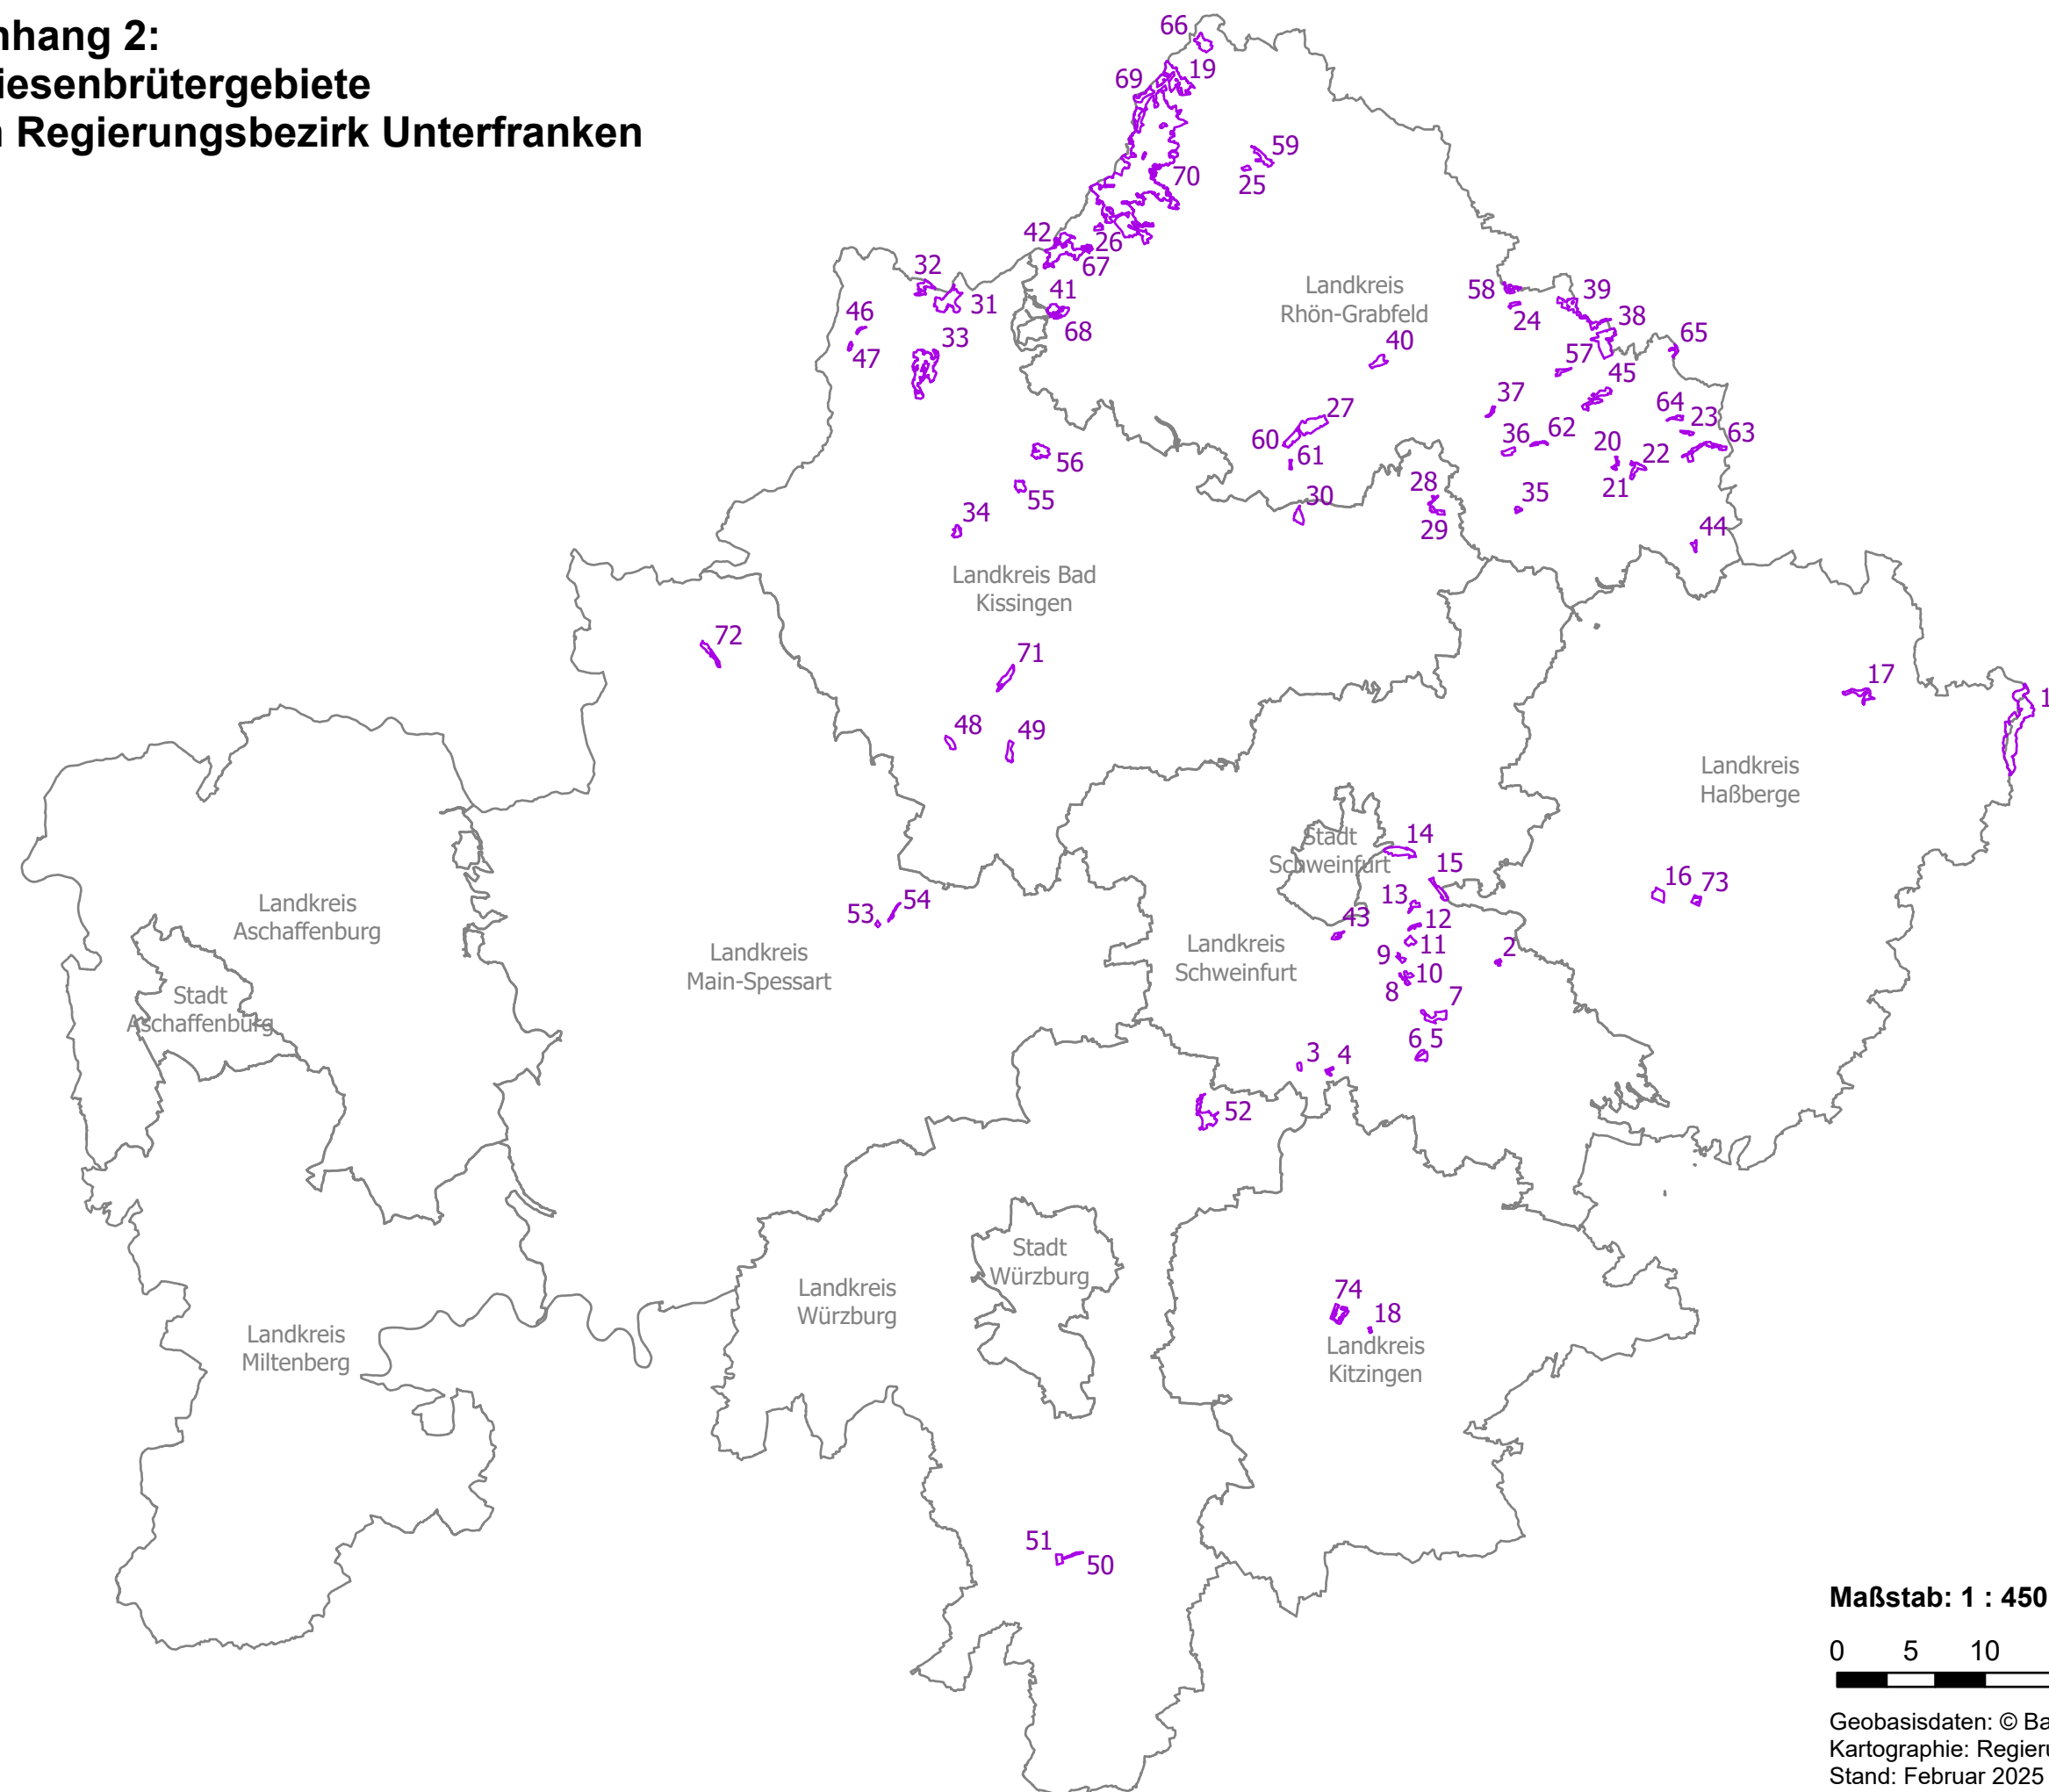 nhang 2:
iesenbrütergebiete
n Regierungsbezirk Unterfranken
66
19
69
59
25
70
42
26
67
32
31
41
68
46
47
33
Landkreis
Rhön-Grabfeld
58
24
39
38
40
57
65
45
37
27
64
23
63
60
61
36
62
20
22
21
56
55
34
30
28
29
35
44
Landkreis Bad
Kissingen
72
71
17
1
48
49
Landkreis
Haßberge
Stadt
Schweinfurt
14
15
16
73
13
43
12
53
54
Landkreis
Aschaffenburg
Landkreis
Main-Spessart
Landkreis
Schweinfurt
9
11
2
10
8
7
Stadt
Aschaffenburg
6
5
3
4
52
Stadt
Würzburg
Landkreis
Würzburg
74
18
Landkreis
Kitzingen
Landkreis
Miltenberg
51
50
Maßstab: 1 : 450
0 5 10
Geobasisdaten: © Ba
Kartographie: Regieru
Stand: Februar 2025